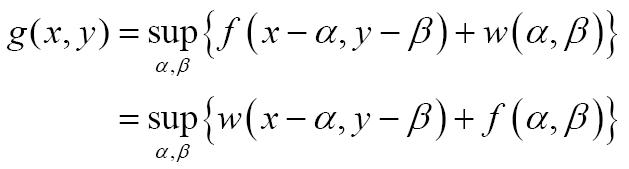 g(x, y) = sup_{α,β} {f(x − α, y − β) + w(α, β)}
= sup_{α,β} {w(x − α, y − β) + f(α, β)}